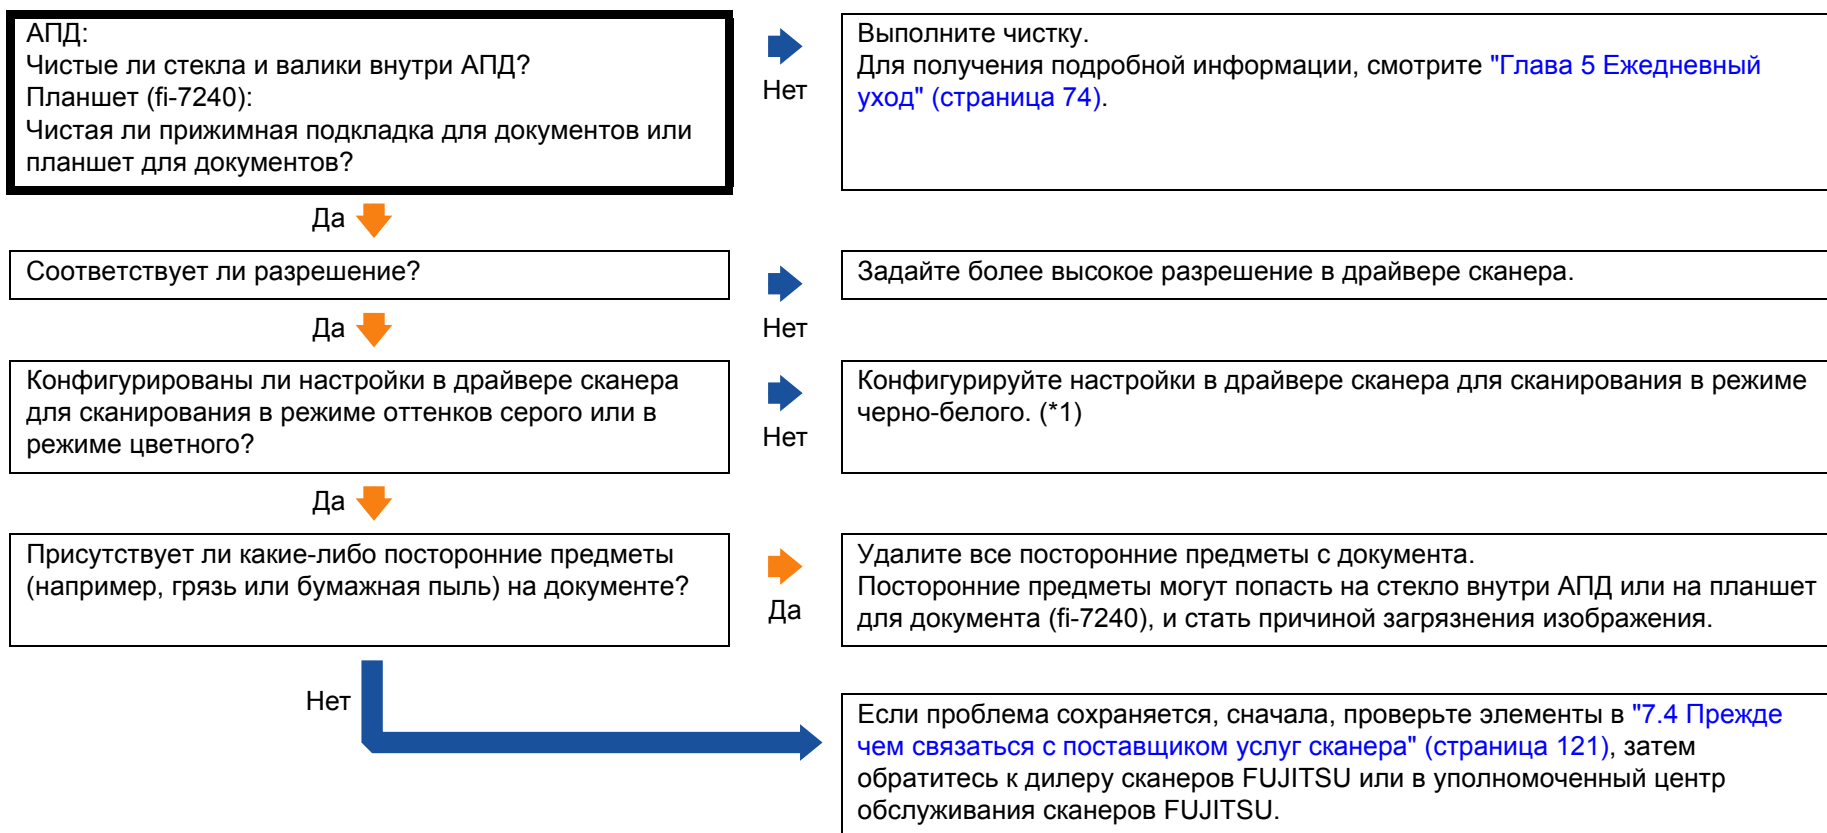 АПД:
Чистые ли стекла и валики внутри АПД?
Планшет (fi-7240):
Чистая ли прижимная подкладка для документов или
планшет для документов?
Нет
Выполните чистку.
Для получения подробной информации, смотрите "Глава 5 Ежедневный
уход" (страница 74).
Да
Соответствует ли разрешение?
Нет
Задайте более высокое разрешение в драйвере сканера.
Да
Конфигурированы ли настройки в драйвере сканера
для сканирования в режиме оттенков серого или в
режиме цветного?
Нет
Конфигурируйте настройки в драйвере сканера для сканирования в режиме
черно-белого. (*1)
Да
Присутствует ли какие-либо посторонние предметы
(например, грязь или бумажная пыль) на документе?
Да
Удалите все посторонние предметы с документа.
Посторонние предметы могут попасть на стекло внутри АПД или на планшет
для документа (fi-7240), и стать причиной загрязнения изображения.
Нет
Если проблема сохраняется, сначала, проверьте элементы в "7.4 Прежде
чем связаться с поставщиком услуг сканера" (страница 121), затем
обратитесь к дилеру сканеров FUJITSU или в уполномоченный центр
обслуживания сканеров FUJITSU.